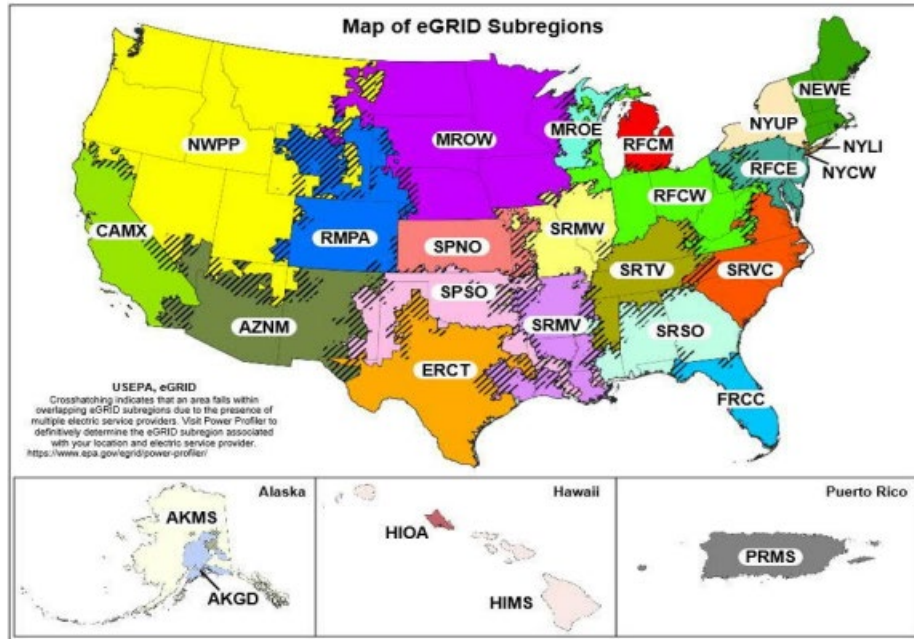 Map of eGRID Subregions
NEWE
NYUP
MROE
NWPP
MROW
RFCM
NYLI
RFCE
NYCW
RFCW
CAMX
RMPA
SPNO
SRMW
SRTV
SRVC
SPSO
AZNM
SRMV
SRSO
ERCT
FRCC
USEPA, eGRID
Crosshatching indicates that an area falls within
overlapping eGRID subregions due to the presence of
multiple electric service providers. Visit Power Profiler to
definitively determine the eGRID subregion associated
with your location and electric service provider.
https://www.epa.gov/egrid/power-profiler/
Alaska
AKMS
AKGD
Hawaii
HIOA
HIMS
Puerto Rico
PRMS